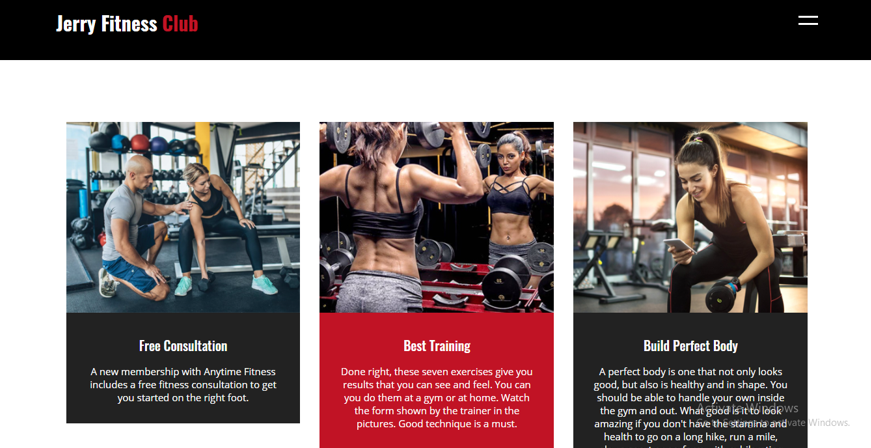 Jerry Fitness Club
Free Consultation
A new membership with Anytime Fitness
includes a free fitness consultation to get
you started on the right foot.
Best Training
Done right, these seven exercises give you
results that you can see and feel. You can
you do them at a gym or at home. Watch
the form shown by the trainer in the
pictures. Good technique is a must.
Build Perfect Body
A perfect body is one that not only looks
good, but also is healthy and in shape. You
should be able to handle your own inside
the gym and out. What good is it to look
amazing if you don't have the stamina and
health to go on a long hike, run a mile,
Activate Windows
Go to Settings to activate Windows.